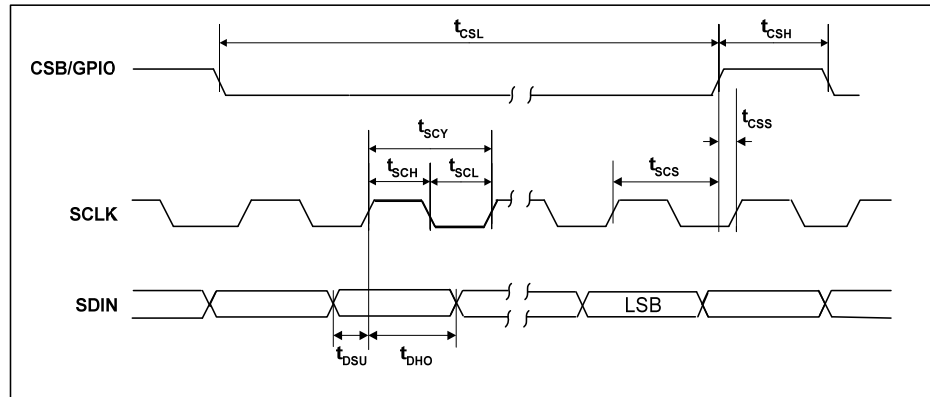 tCSL
tCSH
CSB/GPIO
tCSS
tSCY
tSCH
tSCL
tSCS
SCLK
SDIN
LSB
tDSU
tDHO